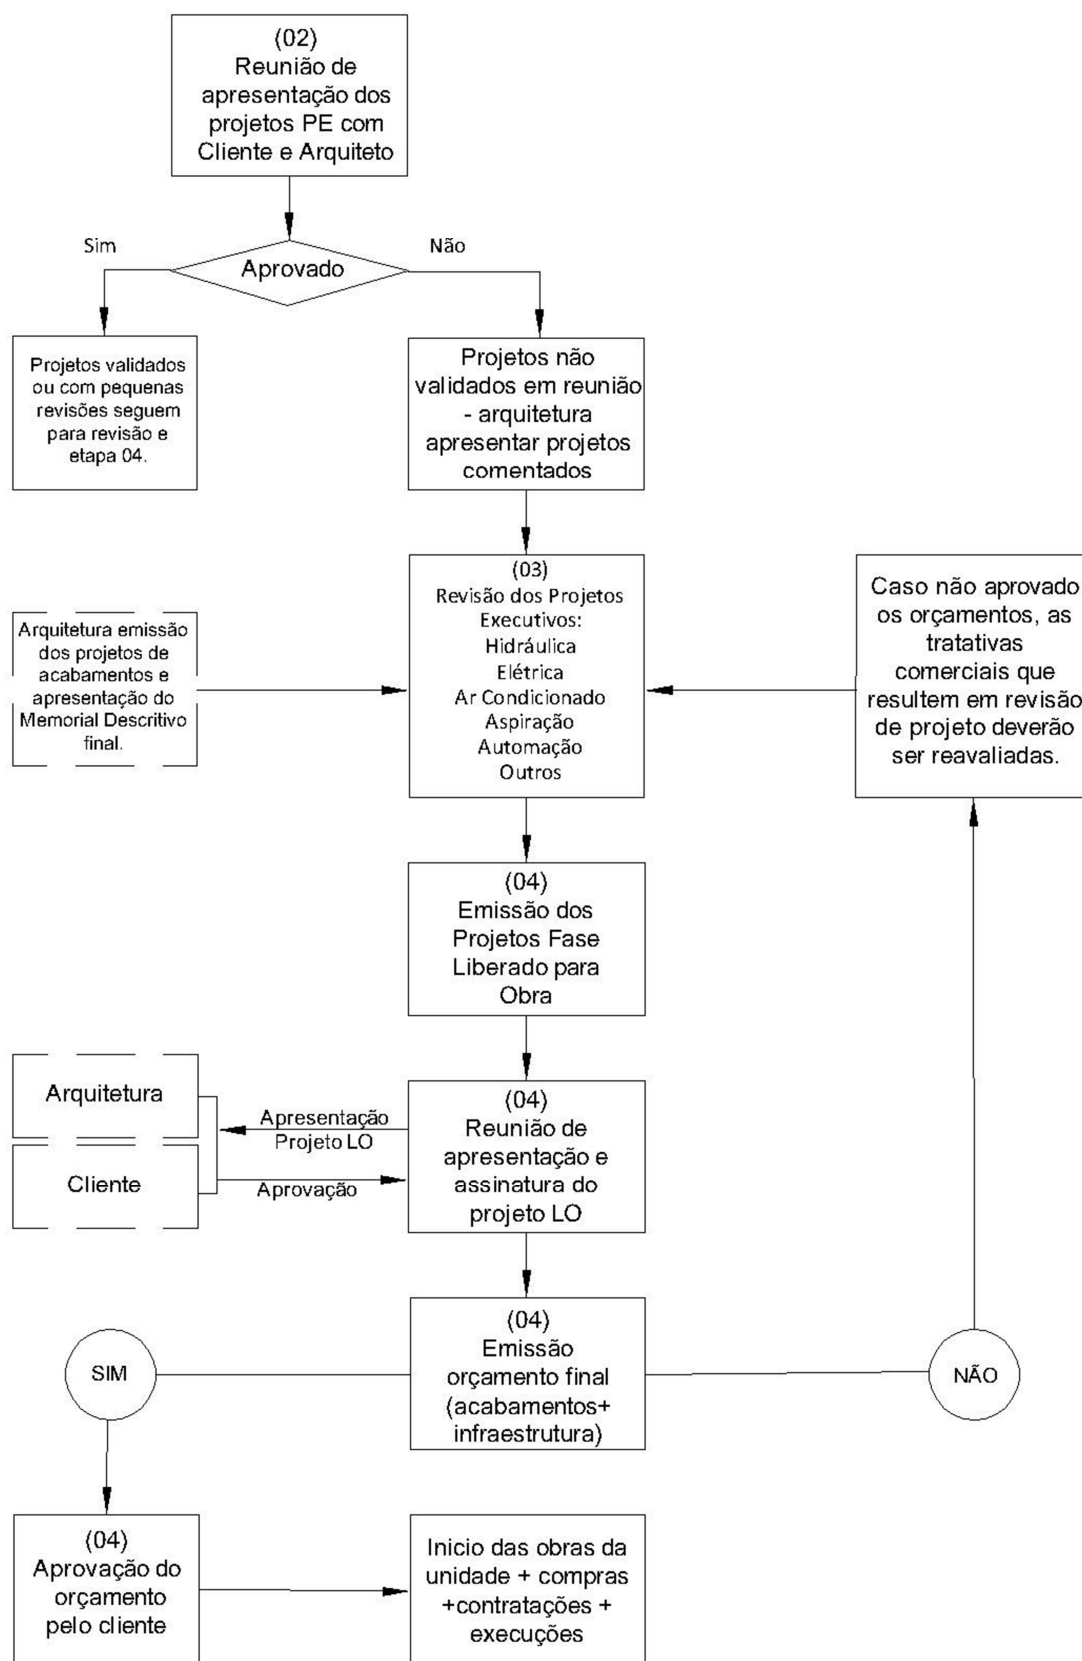 (02)
Reunião de
apresentação dos
projetos PE com
Cliente e Arquiteto
Sim
Não
Aprovado
Projetos validados
ou com pequenas
revisões seguem
para revisão e
etapa 04.
Projetos não
validados em reunião
- arquitetura
apresentar projetos
comentados
Arquitetura emissão
dos projetos de
acabamentos e
apresentação do
Memorial Descritivo
final.
(03)
Revisão dos Projetos
Executivos:
Hidráulica
Elétrica
Ar Condicionado
Aspiração
Automação
Outros
Caso não aprovado
os orçamentos, as
tratativas
comerciais que
resultem em revisão
de projeto deverão
ser reavaliadas.
(04)
Emissão dos
Projetos Fase
Liberado para
Obra
Arquitetura
Cliente
Apresentação
Projeto LO
Aprovação
(04)
Reunião de
apresentação e
assinatura do
projeto LO
SIM
(04)
Emissão
orçamento final
(acabamentos+
infraestrutura)
NÃO
(04)
Aprovação do
orçamento
pelo cliente
Inicio das obras da
unidade + compras
+contratações +
execuções